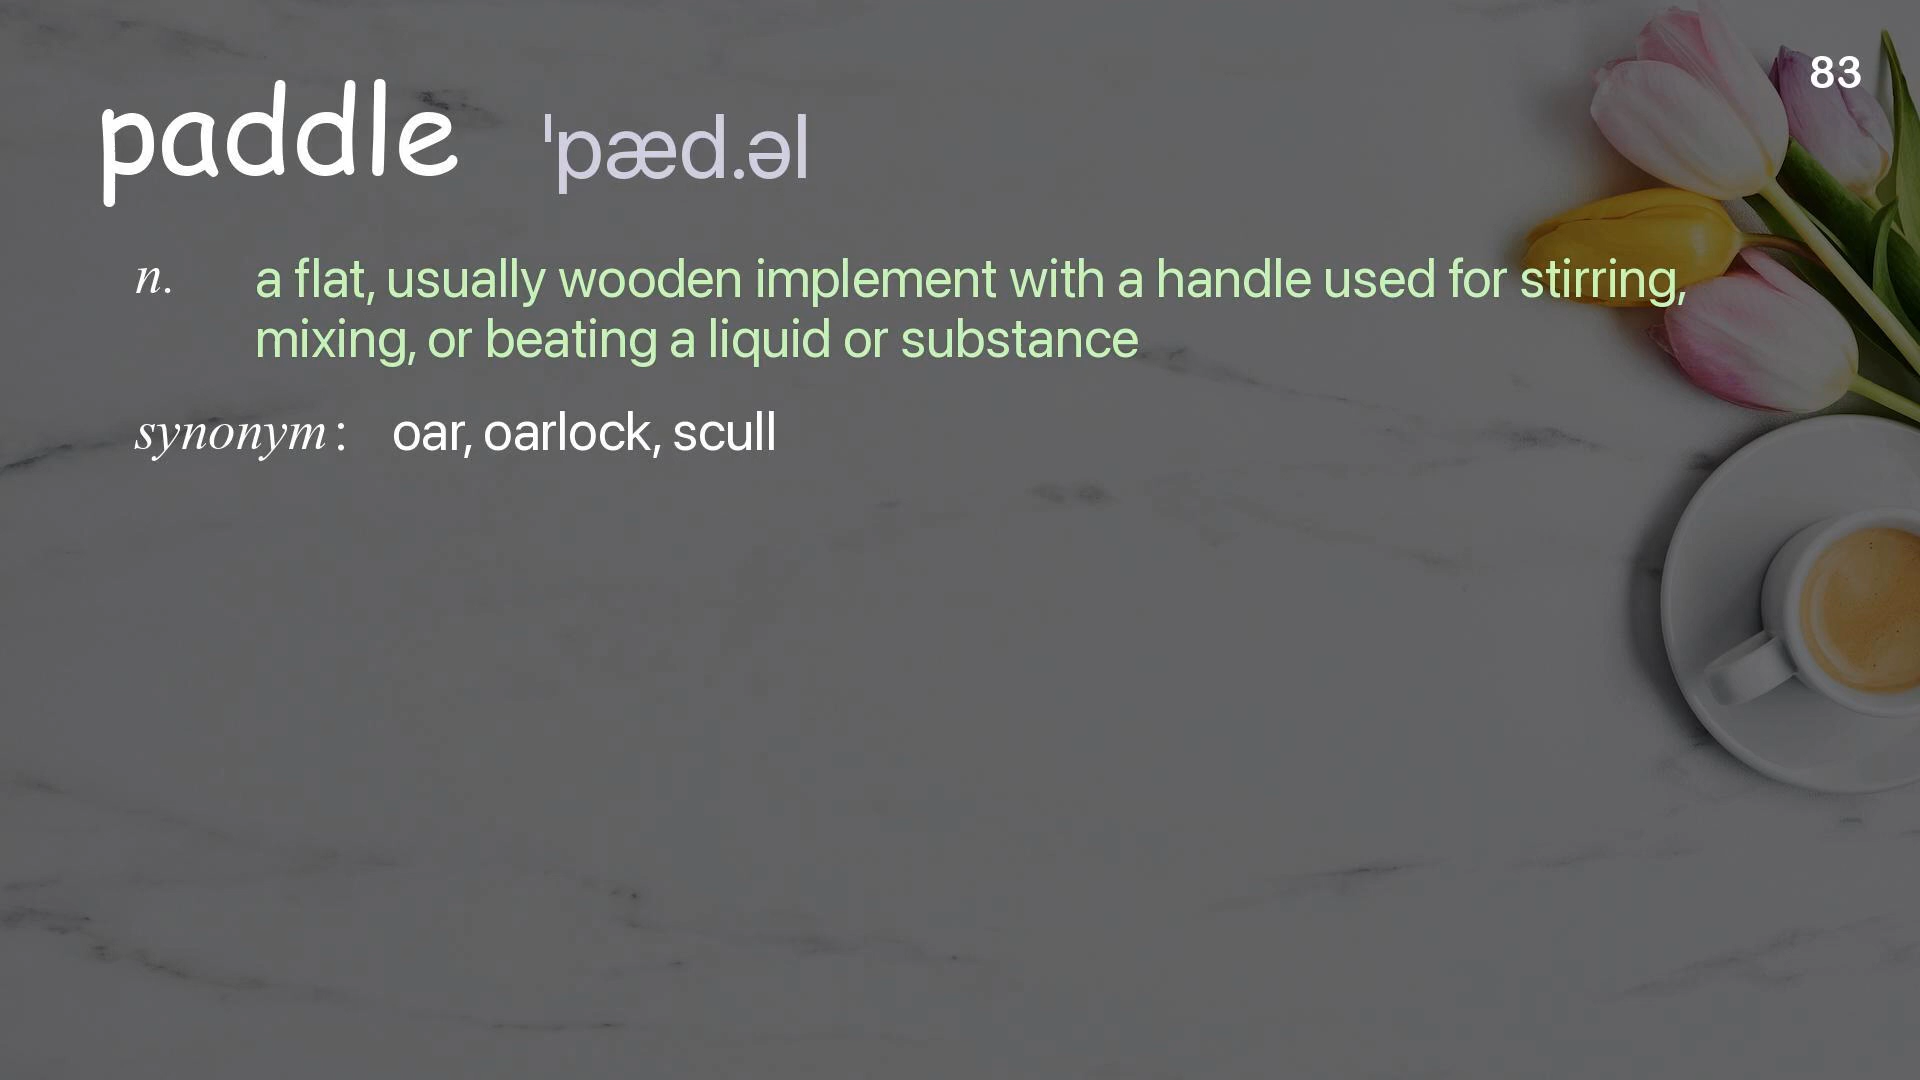 83
paddle ˈpæd.əl
n. a flat, usually wooden implement with a handle used for stirring,
mixing, or beating a liquid or substance
synonym: oar, oarlock, scull